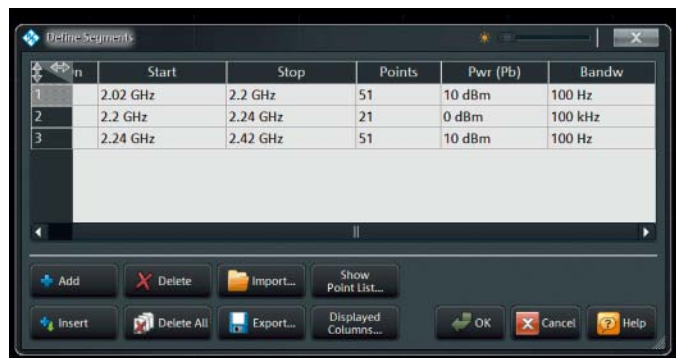 Define Segments
n Start Stop Points Pwr (Pb) Bandw
1 2.02 GHz 2.2 GHz 51 10 dBm 100 Hz
2 2.2 GHz 2.24 GHz 21 0 dBm 100 kHz
3 2.24 GHz 2.42 GHz 51 10 dBm 100 Hz
Add Delete Import... Show Point List...
Insert Delete All Export... Displayed Columns... OK Cancel Help